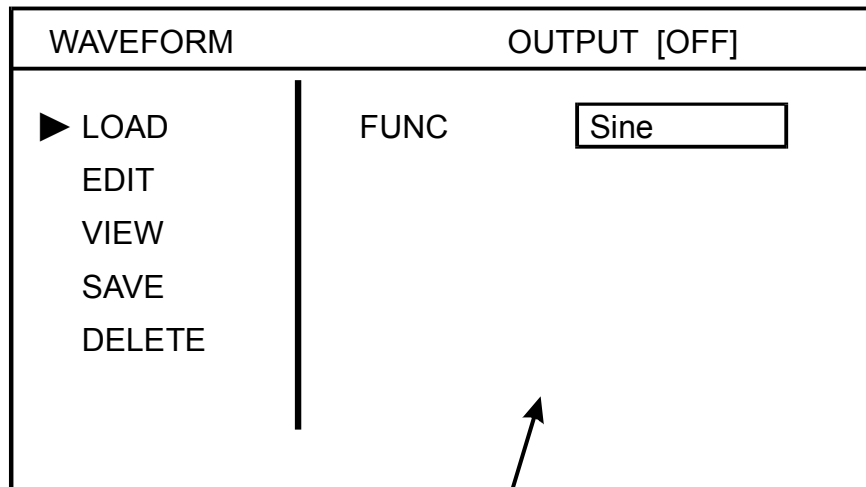 WAVEFORM OUTPUT [OFF]
LOAD FUNC Sine
EDIT
VIEW
SAVE
DELETE